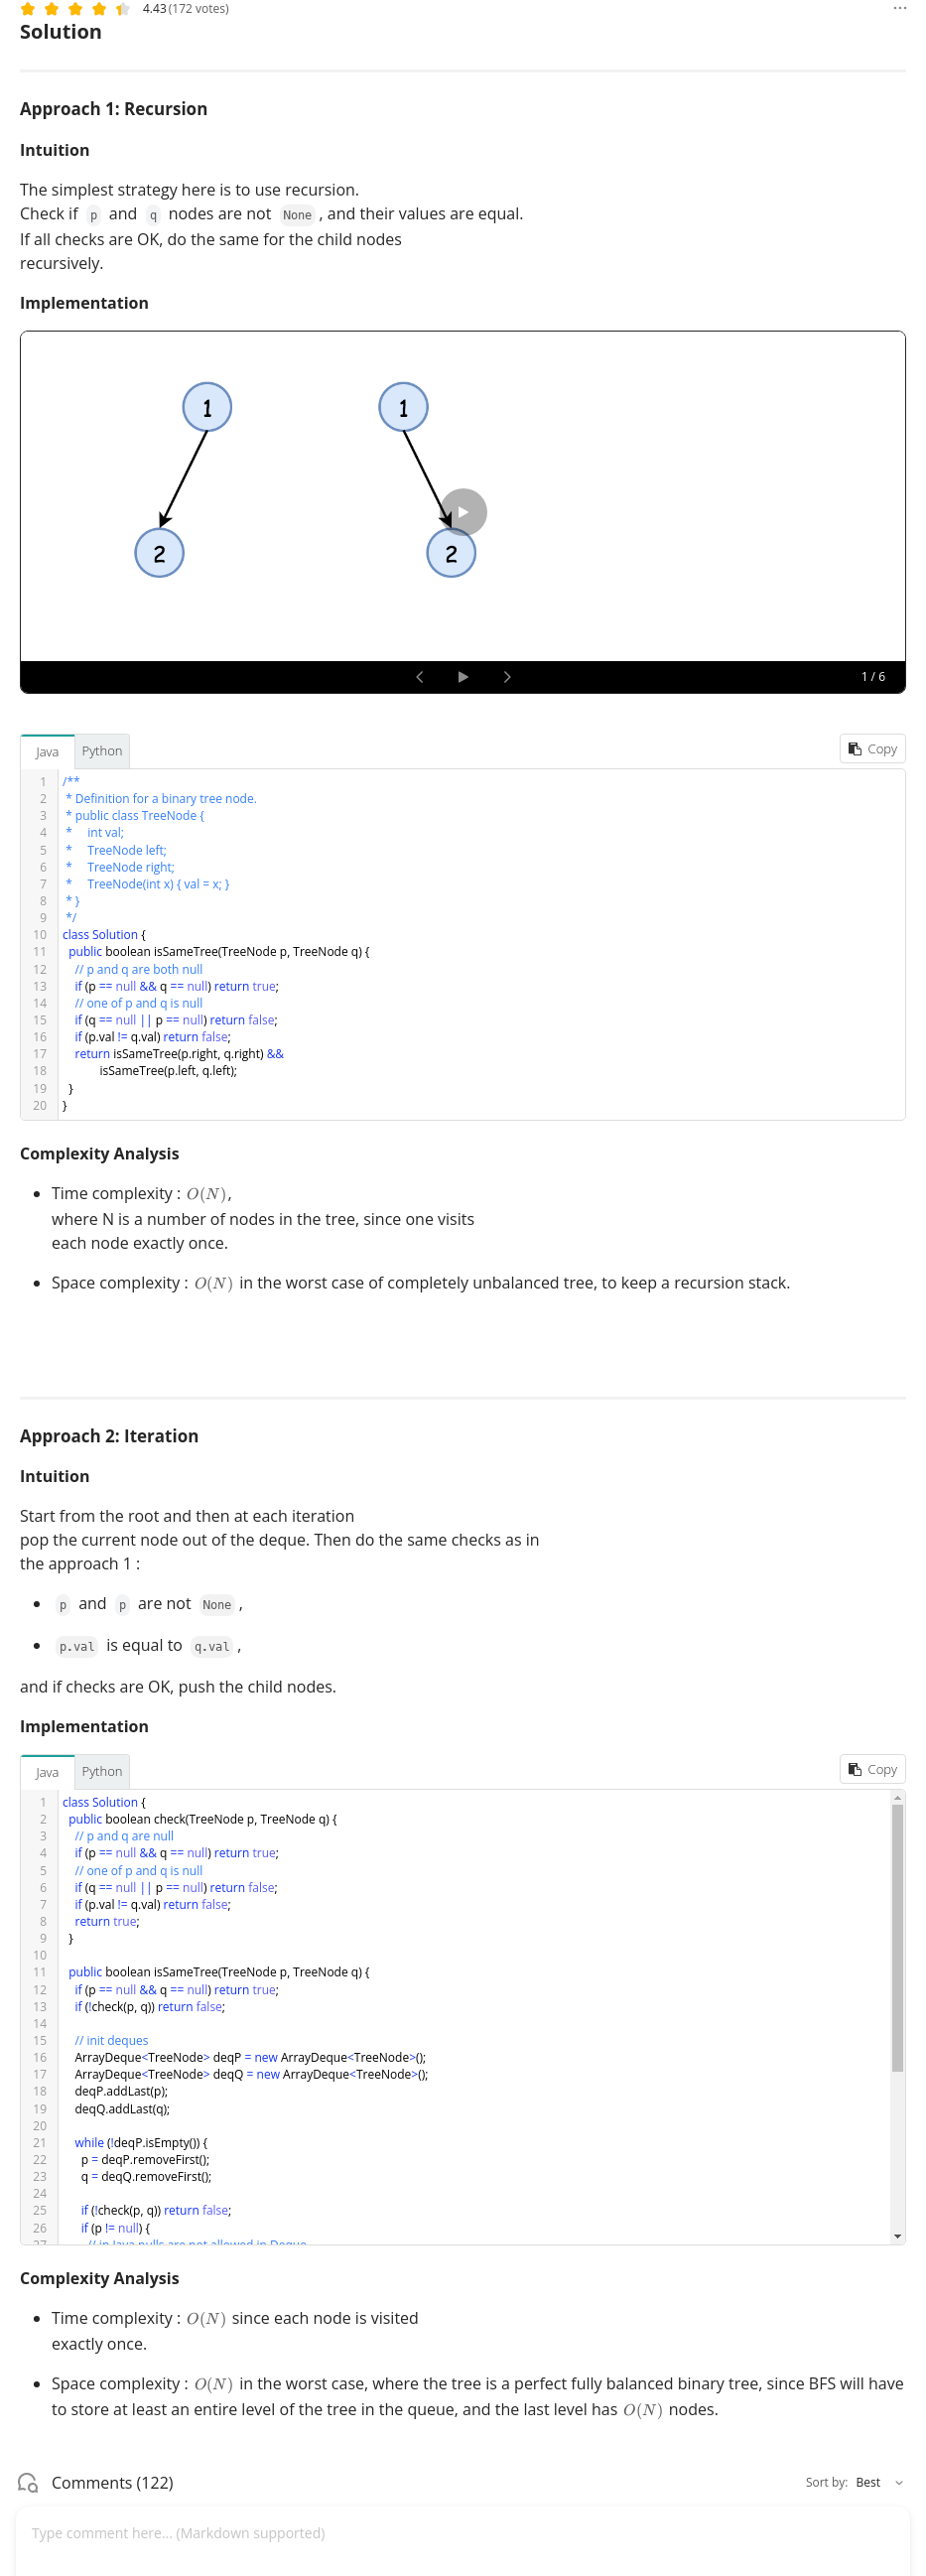 4.43 (172 votes)
Solution
Approach 1: Recursion
Intuition
The simplest strategy here is to use recursion.
Check if p and q nodes are not None , and their values are equal.
If all checks are OK, do the same for the child nodes
recursively.
Implementation
1 1
2 2
1 / 6
Java Python Copy
1 /**
2 * Definition for a binary tree node.
3 * public class TreeNode {
4 * int val;
5 * TreeNode left;
6 * TreeNode right;
7 * TreeNode(int x) { val = x; }
8 * }
9 */
10 class Solution {
11 public boolean isSameTree(TreeNode p, TreeNode q) {
12 // p and q are both null
13 if (p == null && q == null) return true;
14 // one of p and q is null
15 if (q == null || p == null) return false;
16 if (p.val != q.val) return false;
17 return isSameTree(p.right, q.right) &&
18 isSameTree(p.left, q.left);
19 }
20 }
Complexity Analysis
• Time complexity : O(N),
where N is a number of nodes in the tree, since one visits
each node exactly once.
• Space complexity : O(N) in the worst case of completely unbalanced tree, to keep a recursion stack.
Approach 2: Iteration
Intuition
Start from the root and then at each iteration
pop the current node out of the deque. Then do the same checks as in
the approach 1 :
• p and p are not None ,
• p.val is equal to q.val ,
and if checks are OK, push the child nodes.
Implementation
Java Python Copy
1 class Solution {
2 public boolean check(TreeNode p, TreeNode q) {
3 // p and q are null
4 if (p == null && q == null) return true;
5 // one of p and q is null
6 if (q == null || p == null) return false;
7 if (p.val != q.val) return false;
8 return true;
9 }
10
11 public boolean isSameTree(TreeNode p, TreeNode q) {
12 if (p == null && q == null) return true;
13 if (!check(p, q)) return false;
14
15 // init deques
16 ArrayDeque<TreeNode> deqP = new ArrayDeque<TreeNode>();
17 ArrayDeque<TreeNode> deqQ = new ArrayDeque<TreeNode>();
18 deqP.addLast(p);
19 deqQ.addLast(q);
20
21 while (!deqP.isEmpty()) {
22 p = deqP.removeFirst();
23 q = deqQ.removeFirst();
24
25 if (!check(p, q)) return false;
26 if (p != null) {
27 // in Java nulls are not allowed in Deque
Complexity Analysis
• Time complexity : O(N) since each node is visited
exactly once.
• Space complexity : O(N) in the worst case, where the tree is a perfect fully balanced binary tree, since BFS will have
to store at least an entire level of the tree in the queue, and the last level has O(N) nodes.
Comments (122) Sort by: Best
Type comment here... (Markdown supported)